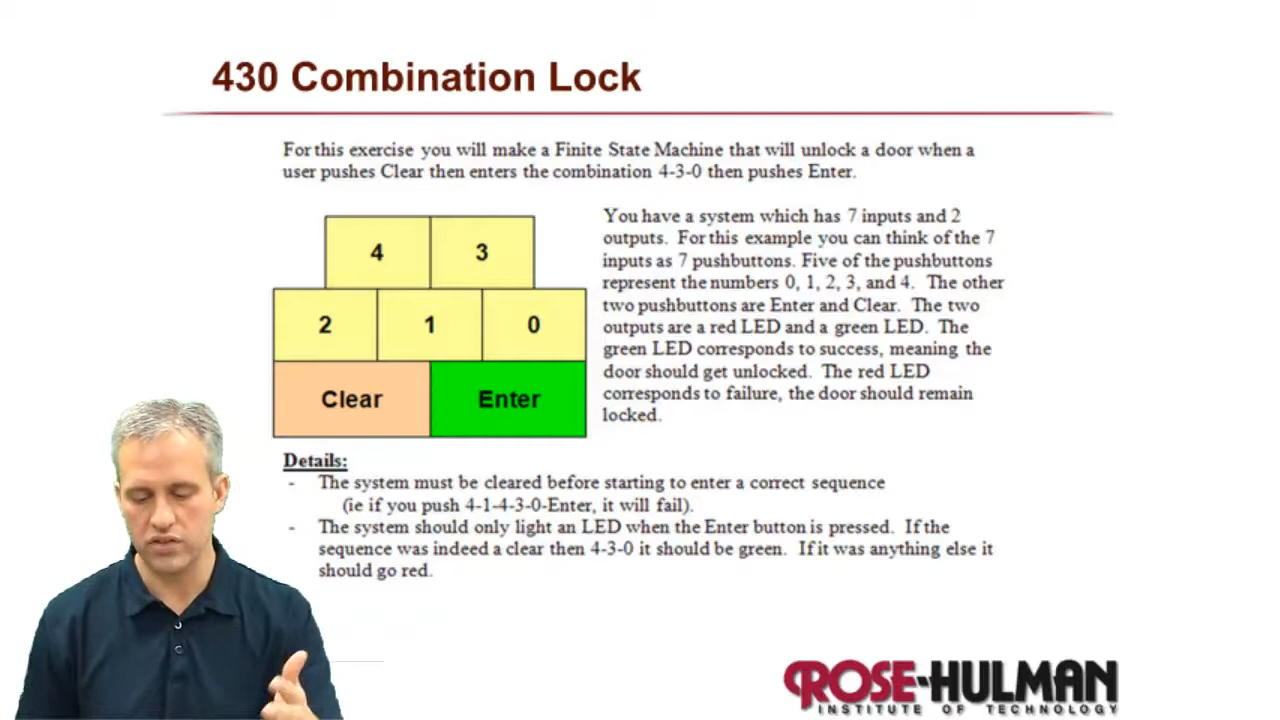 430 Combination Lock
For this exercise you will make a Finite State Machine that will unlock a door when a
user pushes Clear then enters the combination 4-3-0 then pushes Enter.
4 3
2 1 0
Clear Enter
You have a system which has 7 inputs and 2
outputs. For this example you can think of the 7
inputs as 7 pushbuttons. Five of the pushbuttons
represent the numbers 0, 1, 2, 3, and 4. The other
two pushbuttons are Enter and Clear. The two
outputs are a red LED and a green LED. The
green LED corresponds to success, meaning the
door should get unlocked. The red LED
corresponds to failure, the door should remain
locked.
Details:
- The system must be cleared before starting to enter a correct sequence
(ie if you push 4-1-4-3-0-Enter, it will fail).
- The system should only light an LED when the Enter button is pressed. If the
sequence was indeed a clear then 4-3-0 it should be green. If it was anything else it
should go red.
ROSE-HULMAN
INSTITUTE OF TECHNOLOGY